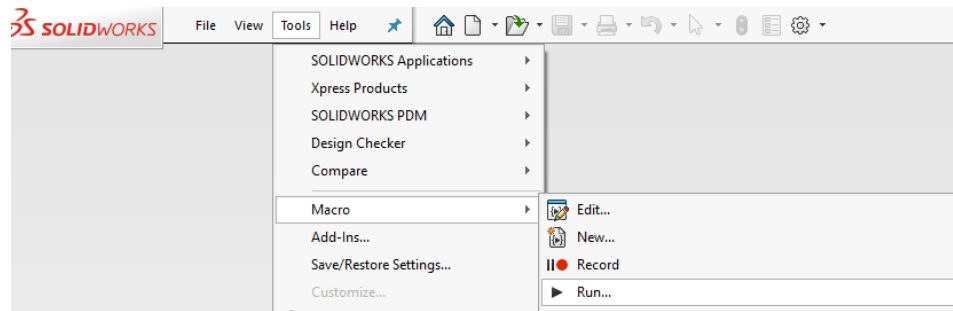 SOLIDWORKS File View Tools Help
SOLIDWORKS Applications
Xpress Products
SOLIDWORKS PDM
Design Checker
Compare
Macro
Add-Ins...
Save/Restore Settings...
Customize...
Edit...
New...
Record
Run...